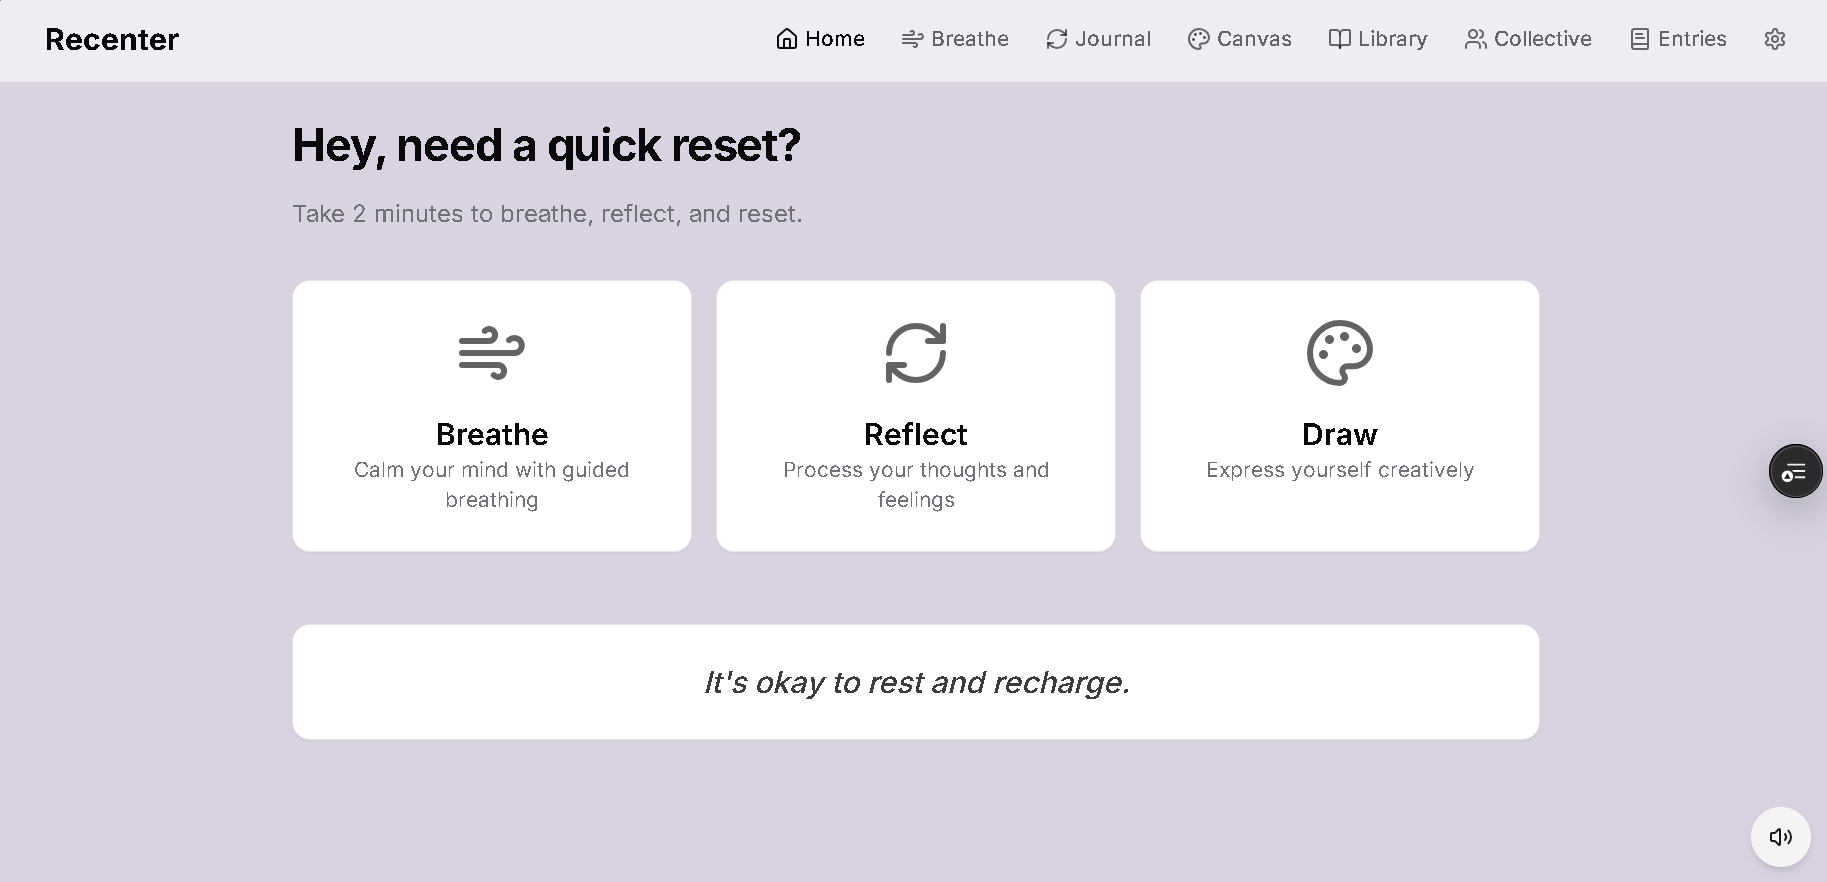 Recenter
Home Breathe Journal Canvas Library Collective Entries
Hey, need a quick reset?
Take 2 minutes to breathe, reflect, and reset.
Breathe
Calm your mind with guided
breathing
Reflect
Process your thoughts and
feelings
Draw
Express yourself creatively
It's okay to rest and recharge.